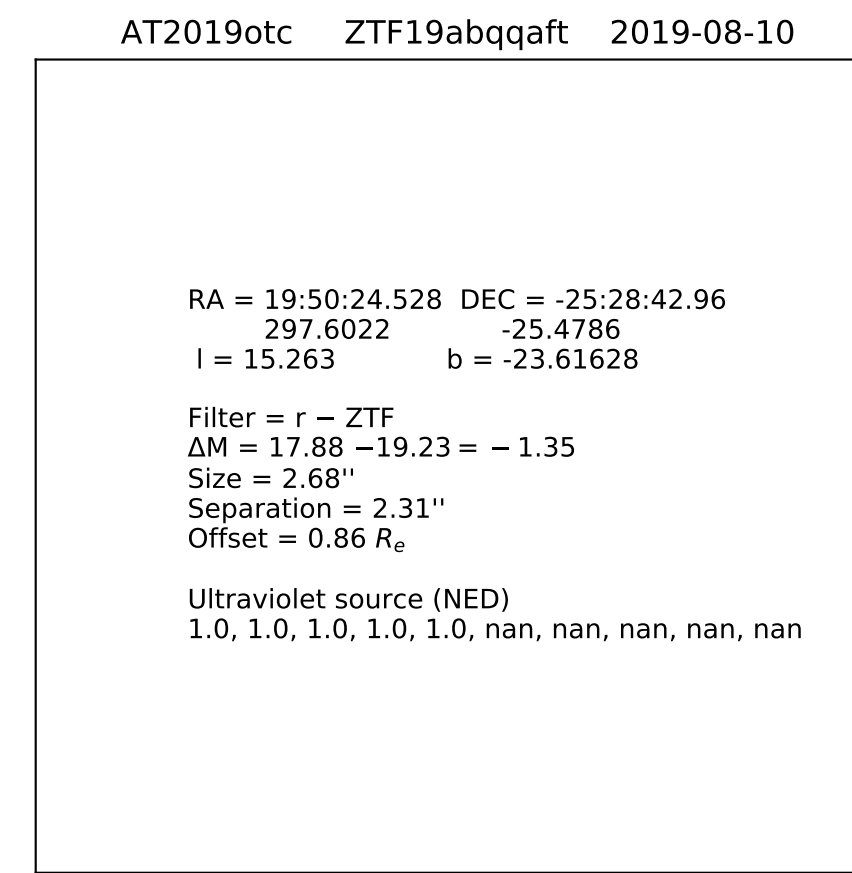 AT2019otc ZTF19abqqaft 2019-08-10
RA = 19:50:24.528 DEC = -25:28:42.96
297.6022 -25.4786
l = 15.263 b = -23.61628
Filter = r − ZTF
ΔM = 17.88 −19.23 = − 1.35
Size = 2.68''
Separation = 2.31''
Offset = 0.86 Rₑ
Ultraviolet source (NED)
1.0, 1.0, 1.0, 1.0, 1.0, nan, nan, nan, nan, nan